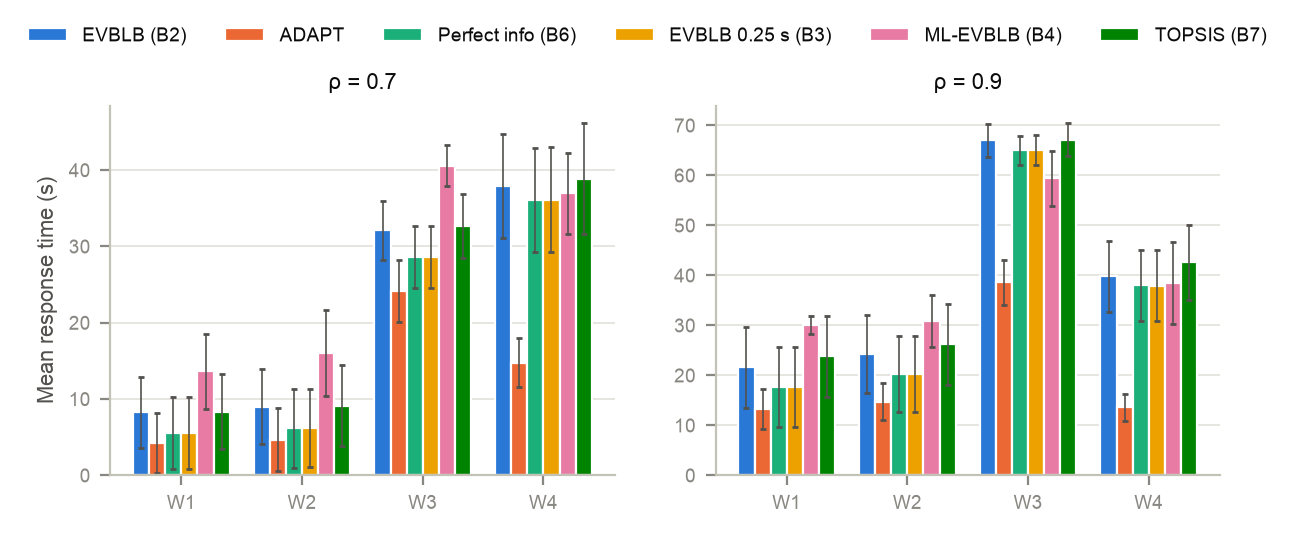 EVBLB (B2) ADAPT Perfect info (B6) EVBLB 0.25 s (B3) ML-EVBLB (B4) TOPSIS (B7)
ρ = 0.7
Mean response time (s)
40
30
20
10
0
W1 W2 W3 W4
ρ = 0.9
70
60
50
40
30
20
10
0
W1 W2 W3 W4